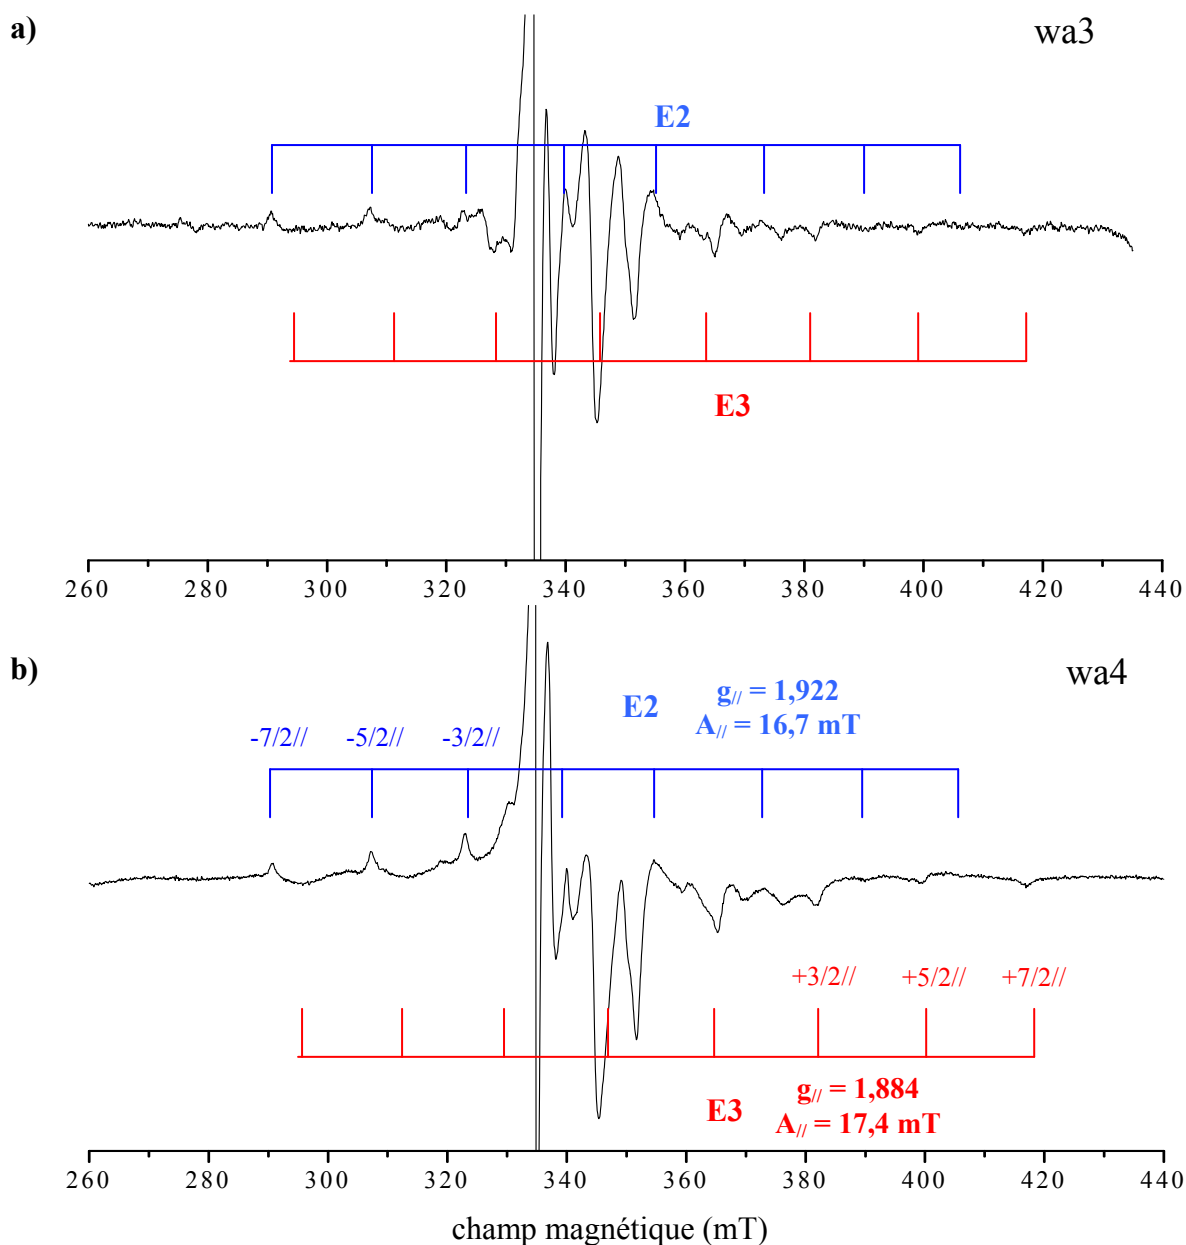 a)
wa3
E2
E3
260 280 300 320 340 360 380 400 420 440
b)
wa4
E2
g// = 1,922
A// = 16,7 mT
-7/2// -5/2// -3/2//
+3/2// +5/2// +7/2//
E3
g// = 1,884
A// = 17,4 mT
260 280 300 320 340 360 380 400 420 440
champ magnétique (mT)